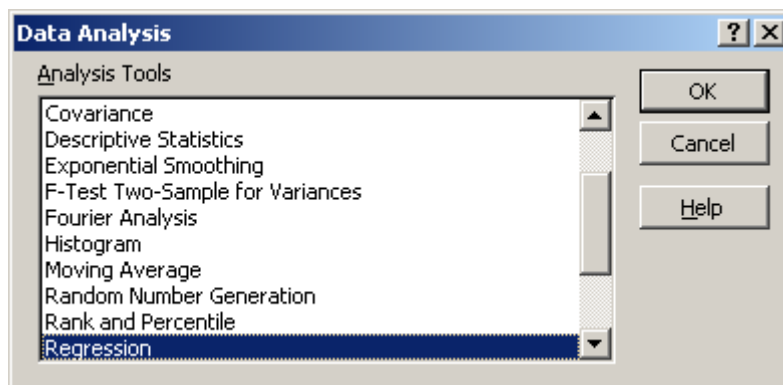 Data Analysis
Analysis Tools
Covariance
Descriptive Statistics
Exponential Smoothing
F-Test Two-Sample for Variances
Fourier Analysis
Histogram
Moving Average
Random Number Generation
Rank and Percentile
Regression
OK
Cancel
Help